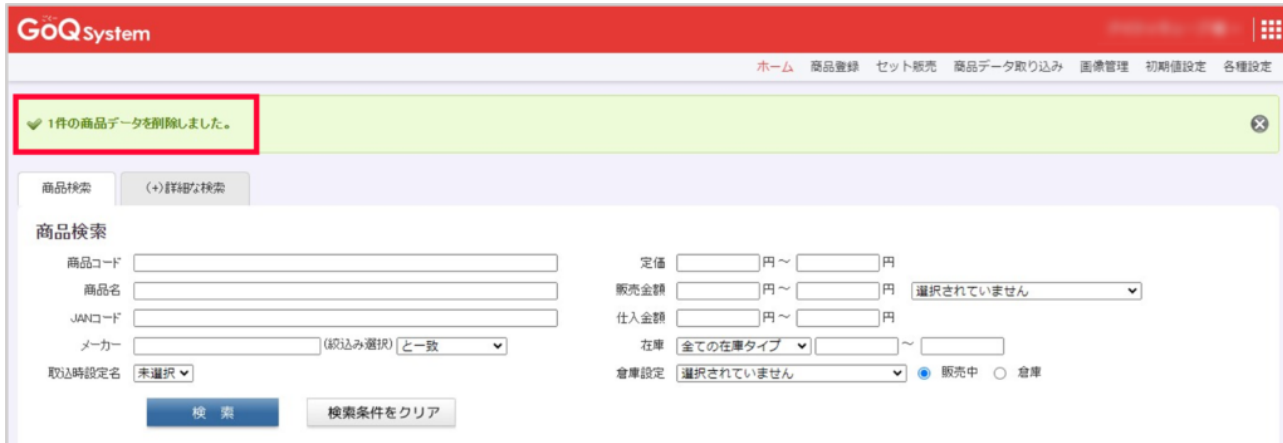 ごくー
GoQSystem
ホーム 商品登録 セット販売 商品データ取り込み 画像管理 初期値設定 各種設定
1件の商品データを削除しました。
商品検索 (+)詳細な検索
商品検索
商品コード 定価 円 ～ 円
商品名 販売金額 円 ～ 円 選択されていません
JANコード 仕入金額 円 ～ 円
メーカー (絞込み選択) と一致 在庫 全ての在庫タイプ ～
取込時設定名 未選択 倉庫設定 選択されていません 販売中 倉庫
検 索 検索条件をクリア